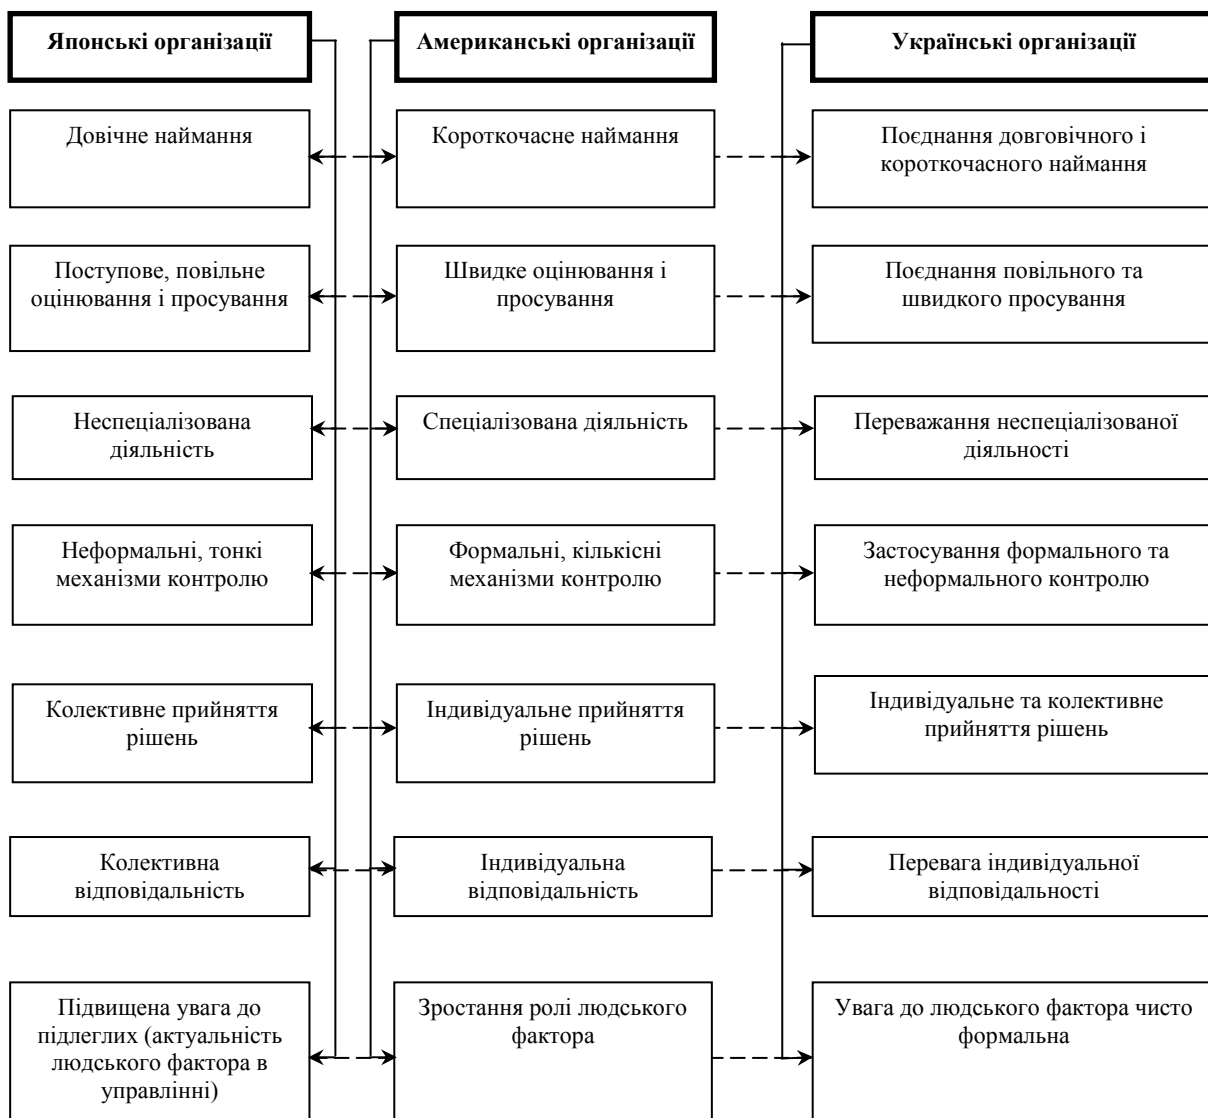 Японські організації
Американські організації
Українські організації
Довічне наймання
Короткочасне наймання
Поєднання довговічного і
короткочасного наймання
Поступове, повільне
оцінювання і просування
Швидке оцінювання і
просування
Поєднання повільного та
швидкого просування
Неспеціалізована
діяльність
Спеціалізована діяльність
Переважання неспеціалізованої
діяльності
Неформальні, тонкі
механізми контролю
Формальні, кількісні
механізми контролю
Застосування формального та
неформального контролю
Колективне прийняття
рішень
Індивідуальне прийняття
рішень
Індивідуальне та колективне
прийняття рішень
Колективна
відповідальність
Індивідуальна
відповідальність
Перевага індивідуальної
відповідальності
Підвищена увага до
підлеглих (актуальність
людського фактора в
управлінні)
Зростання ролі людського
фактора
Увага до людського фактора чисто
формальна